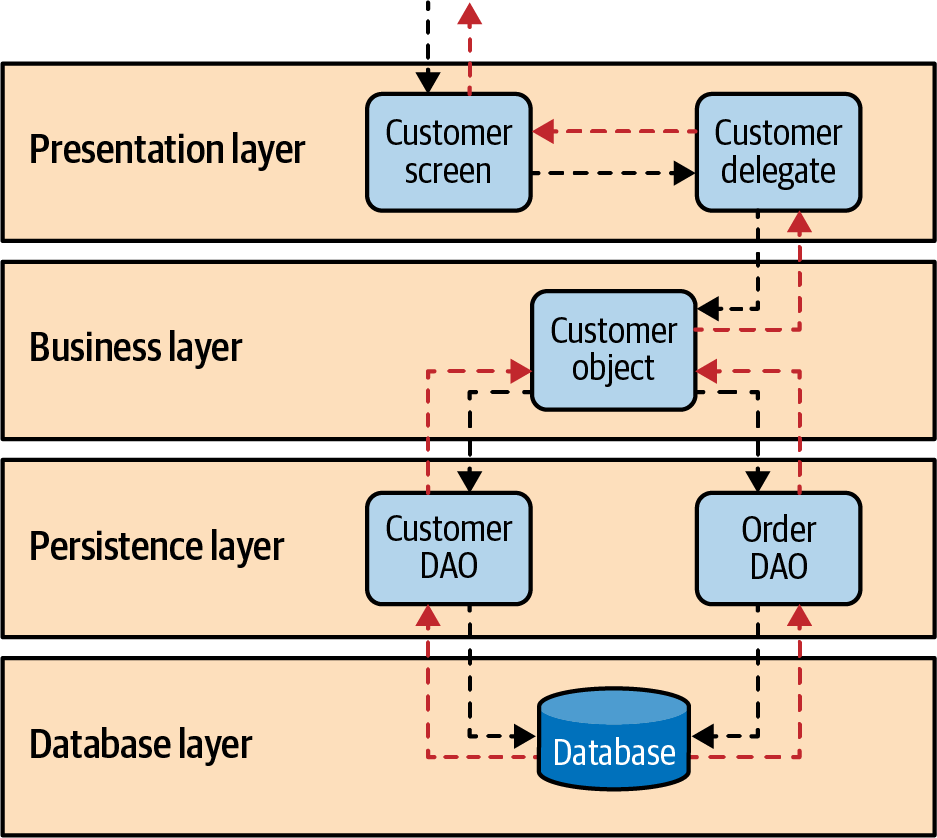 Presentation layer
Customer
screen
Customer
delegate
Business layer
Customer
object
Persistence layer
Customer
DAO
Order
DAO
Database layer
Database